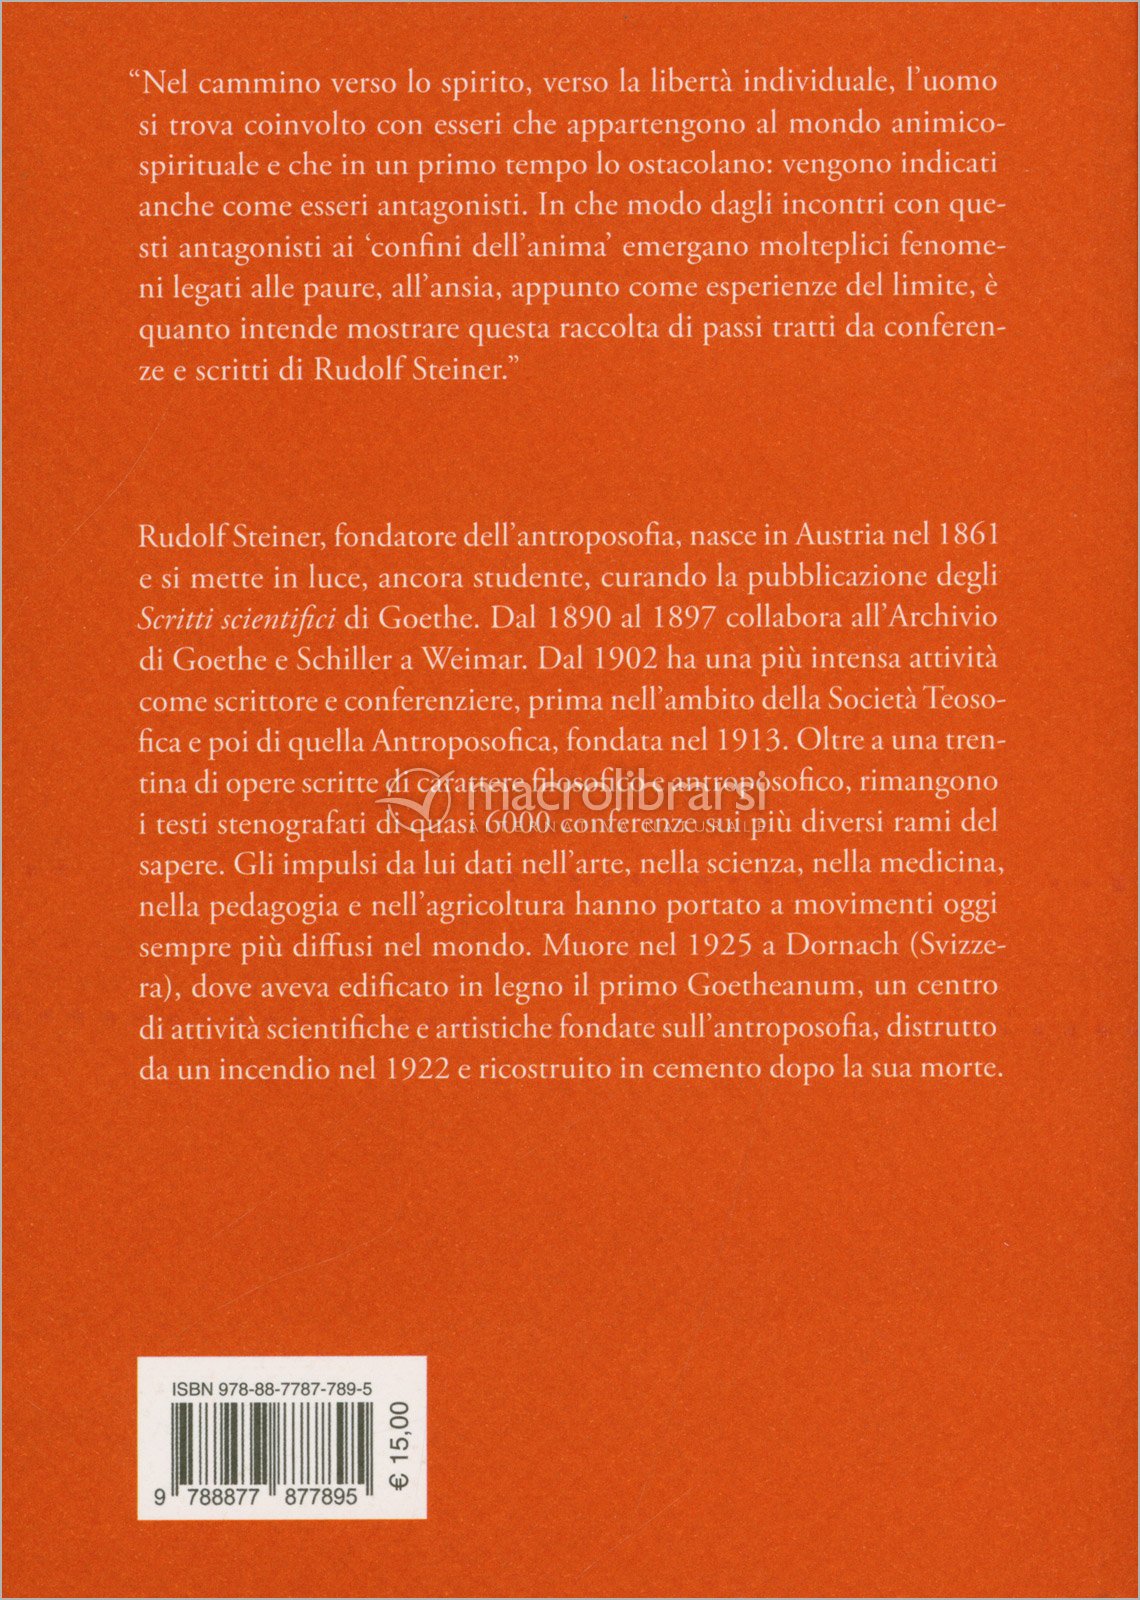 “Nel cammino verso lo spirito, verso la libertà individuale, l’uomo
si trova coinvolto con esseri che appartengono al mondo animico-
spirituale e che in un primo tempo lo ostacolano: vengono indicati
anche come esseri antagonisti. In che modo dagli incontri con que-
sti antagonisti ai ‘confini dell’anima’ emergano molteplici fenome-
ni legati alle paure, all’ansia, appunto come esperienze del limite, è
quanto intende mostrare questa raccolta di passi tratti da conferen-
ze e scritti di Rudolf Steiner.”
Rudolf Steiner, fondatore dell’antroposofia, nasce in Austria nel 1861
e si mette in luce, ancora studente, curando la pubblicazione degli
Scritti scientifici di Goethe. Dal 1890 al 1897 collabora all’Archivio
di Goethe e Schiller a Weimar. Dal 1902 ha una più intensa attività
come scrittore e conferenziere, prima nell’ambito della Società Teoso-
fica e poi di quella Antroposofica, fondata nel 1913. Oltre a una tren-
tina di opere scritte di carattere filosofico e antroposofico, rimangono
macrolibrarsi
i testi stenografati di quasi 6000 conferenze sui più diversi rami del
ALTERNATIVA NATURALE
sapere. Gli impulsi da lui dati nell’arte, nella scienza, nella medicina,
nella pedagogia e nell’agricoltura hanno portato a movimenti oggi
sempre più diffusi nel mondo. Muore nel 1925 a Dornach (Svizze-
ra), dove aveva edificato in legno il primo Goetheanum, un centro
di attività scientifiche e artistiche fondate sull’antroposofia, distrutto
da un incendio nel 1922 e ricostruito in cemento dopo la sua morte.
ISBN 978-88-7787-789-5
9 788877 877895
€ 15,00